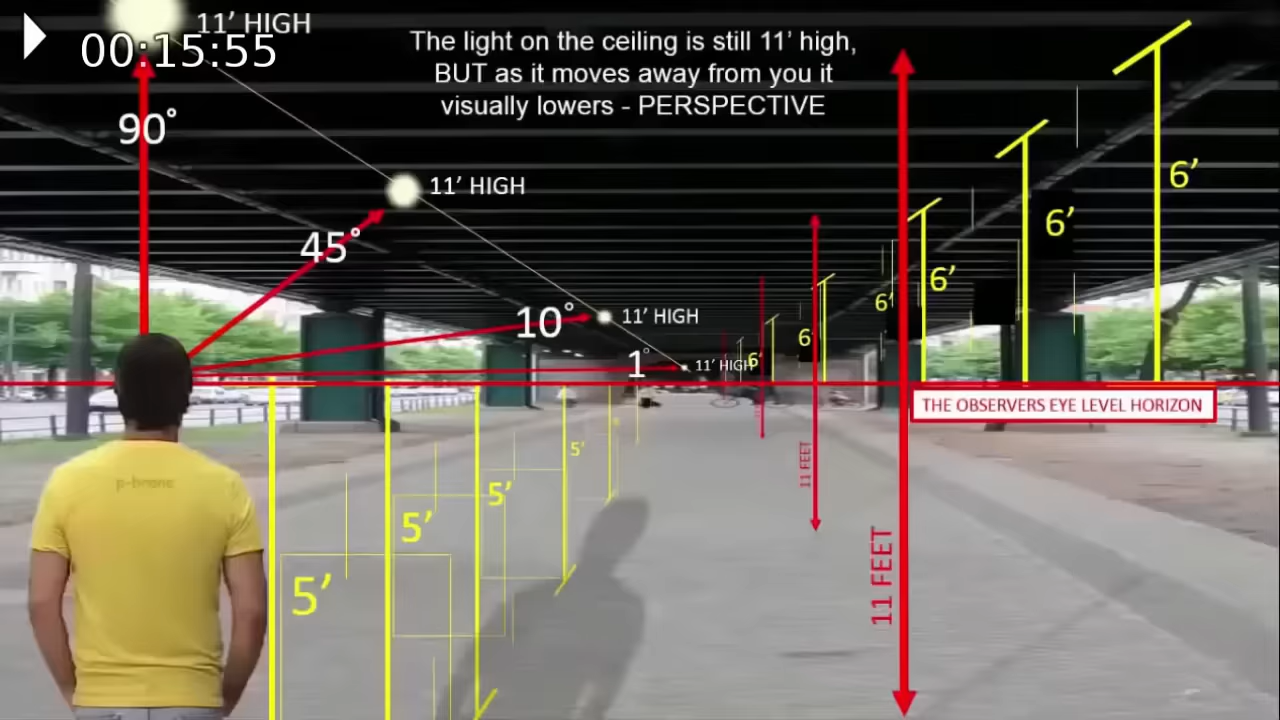 11’ HIGH
00:15:55
The light on the ceiling is still 11’ high,
BUT as it moves away from you it
visually lowers - PERSPECTIVE
90°
11’ HIGH
45°
6’
6’
6’
6’
6’
6’
10°
11’ HIGH
1°
11’ HIGH
THE OBSERVERS EYE LEVEL HORIZON
5’
5’
5’
5’
11 FEET
11 FEET
p-brane